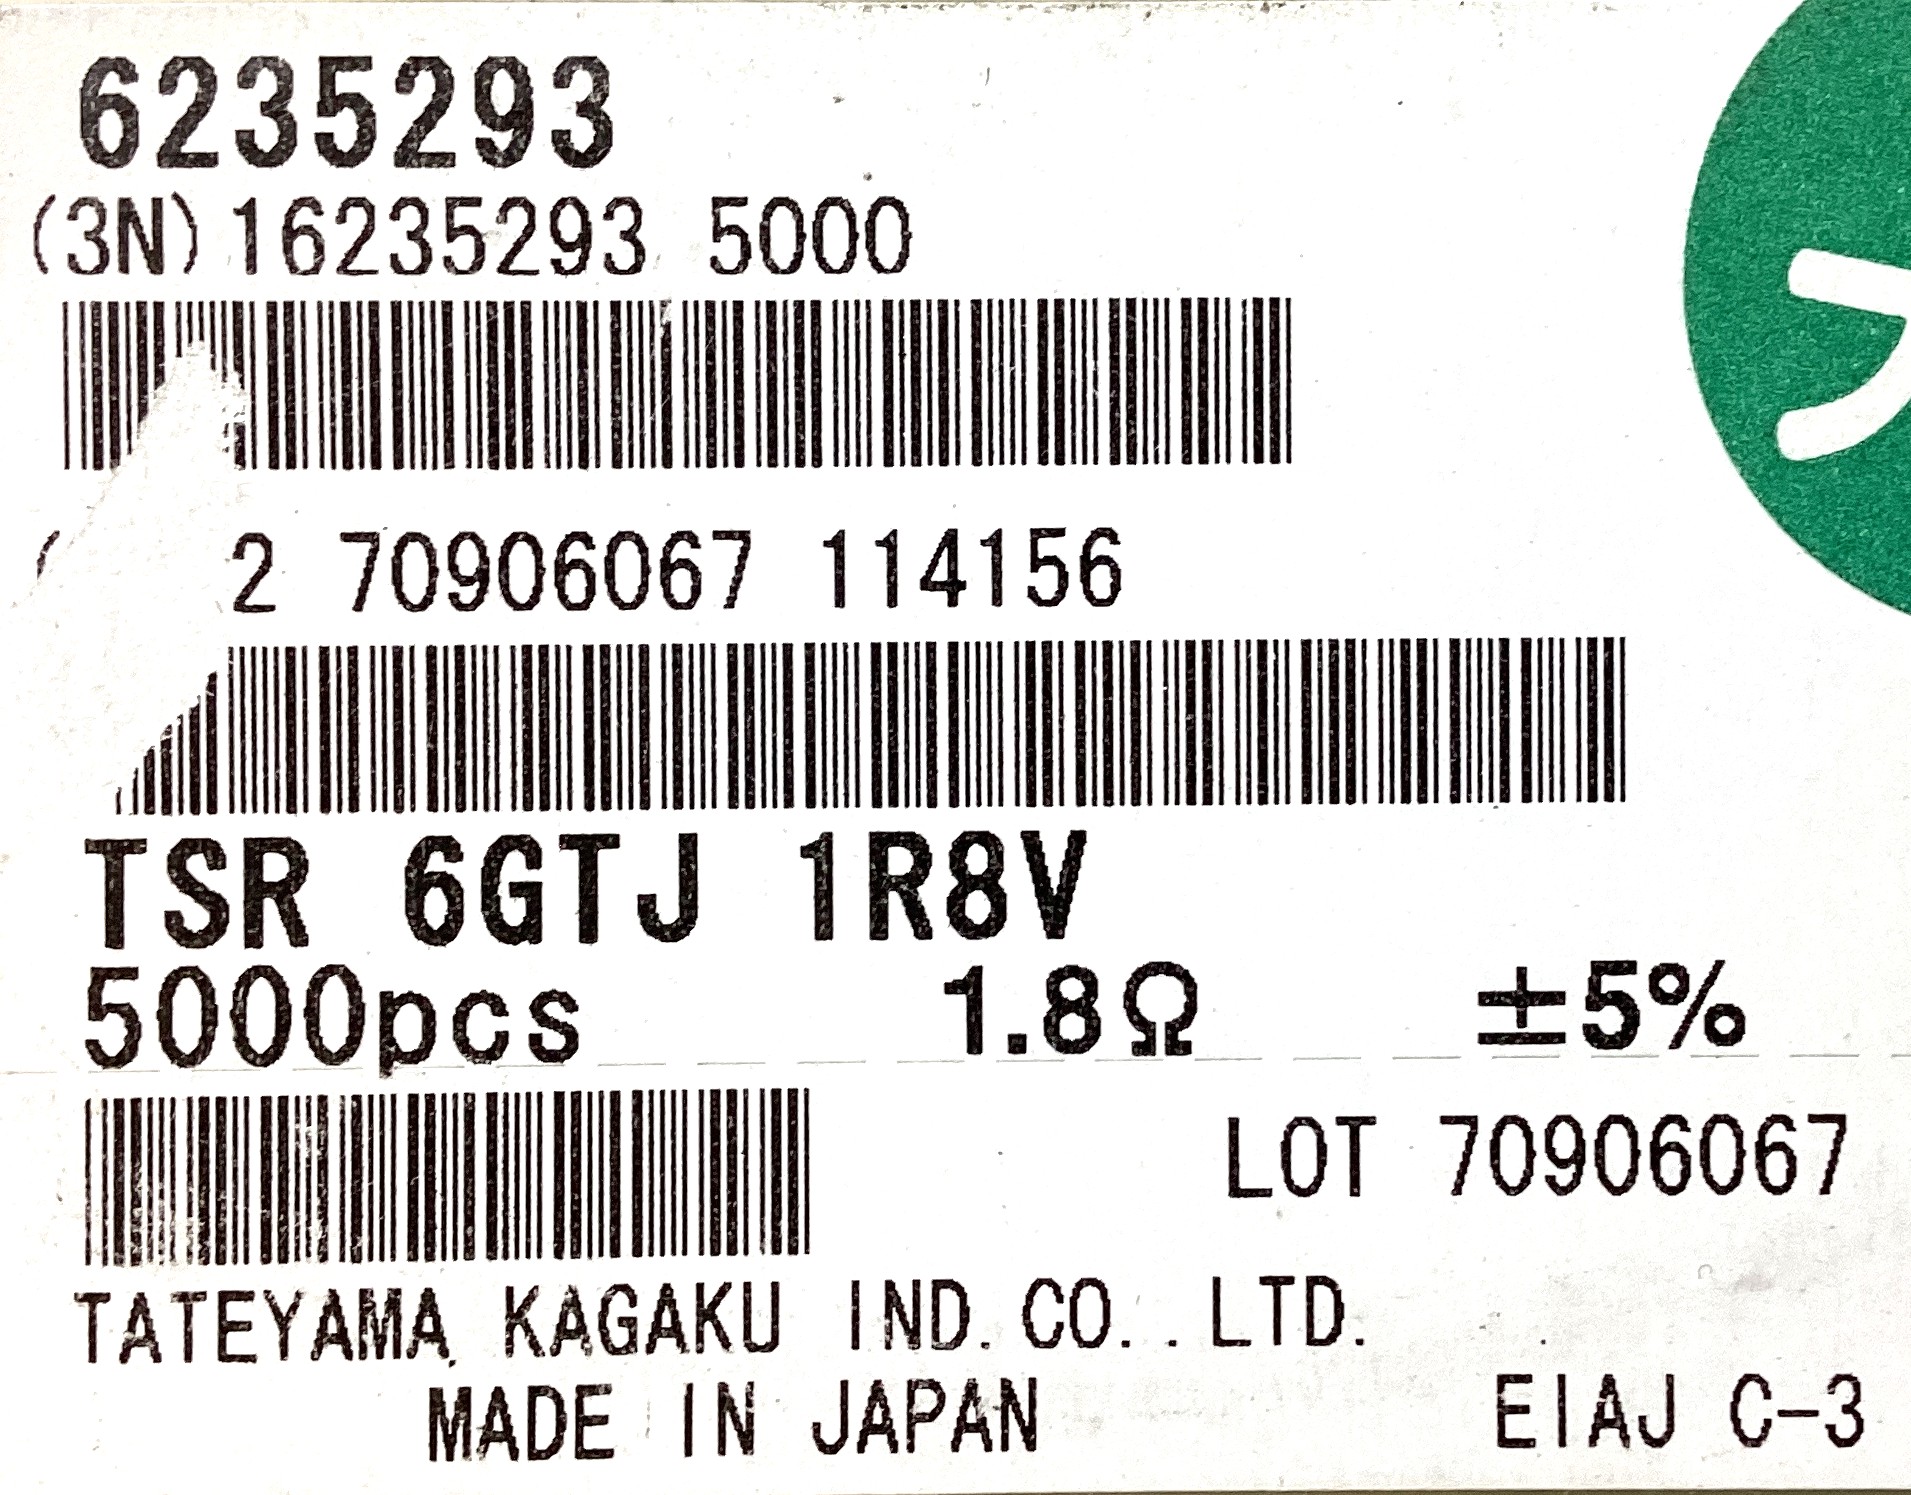 6235293
(3N)16235293 5000
( 2 70906067 114156
TSR 6GTJ 1R8V
5000pcs 1.8Ω ±5%
LOT 70906067
TATEYAMA KAGAKU IND.CO..LTD.
MADE IN JAPAN
EIAJ C-3